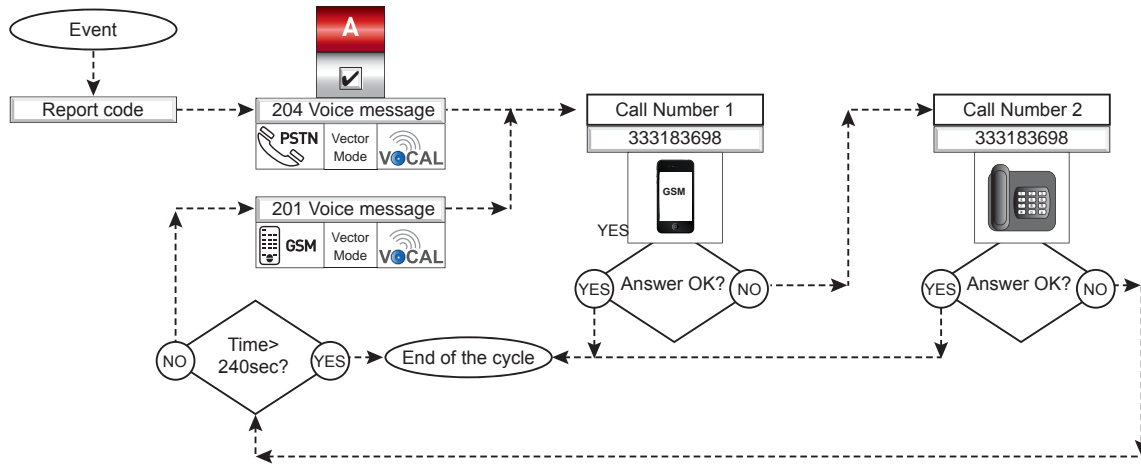 Event
A
Report code
204 Voice message
PSTN
Vector
Mode
VOCAL
Call Number 1
333183698
GSM
Call Number 2
333183698
201 Voice message
GSM
Vector
Mode
VOCAL
YES
YES
Answer OK?
NO
YES
Answer OK?
NO
NO
Time>
240sec?
YES
End of the cycle